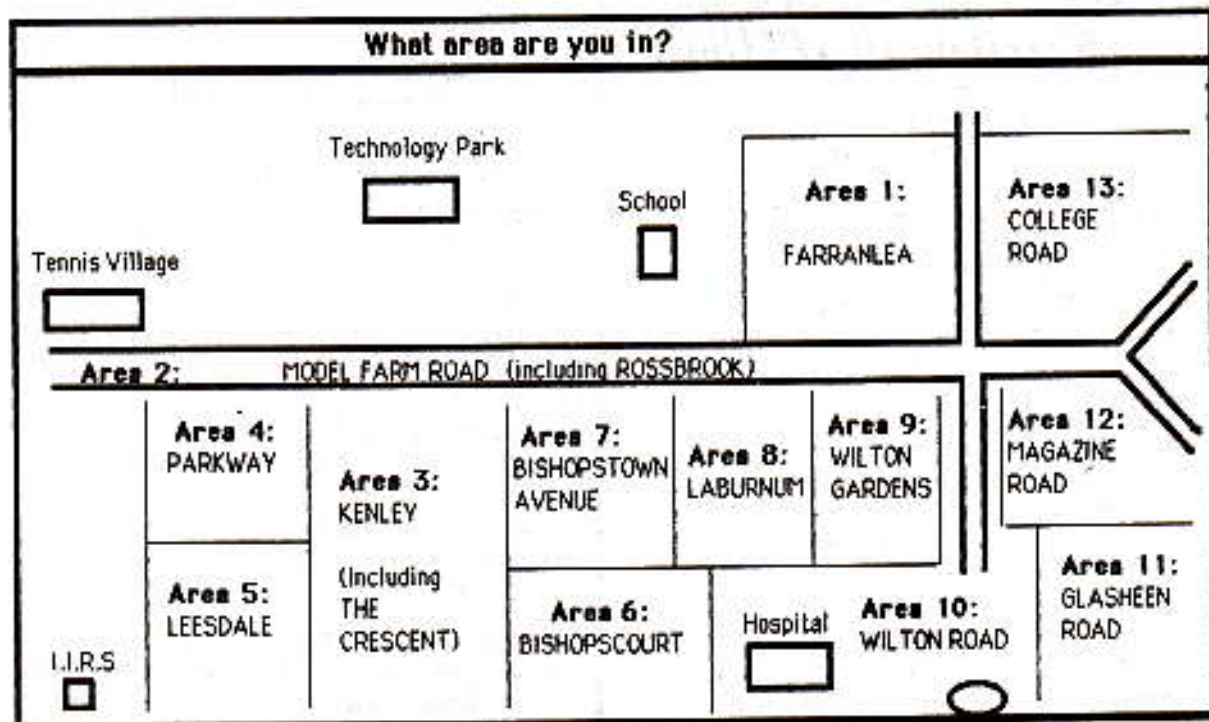 What area are you in?
Technology Park
School
Tennis Village
Area 1:
FARRANLEA
Area 13:
COLLEGE
ROAD
Area 2: MODEL FARM ROAD (including ROSSBROOK)
Area 4:
PARKWAY
Area 3:
KENLEY
(Including
THE
CRESCENT)
Area 7:
BISHOPSTOWN
AVENUE
Area 8:
LABURNUM
Area 9:
WILTON
GARDENS
Area 12:
MAGAZINE
ROAD
Area 5:
LEESDALE
Area 6:
BISHOPSCOURT
Hospital
Area 10:
WILTON ROAD
Area 11:
GLASHEEN
ROAD
I.I.R.S